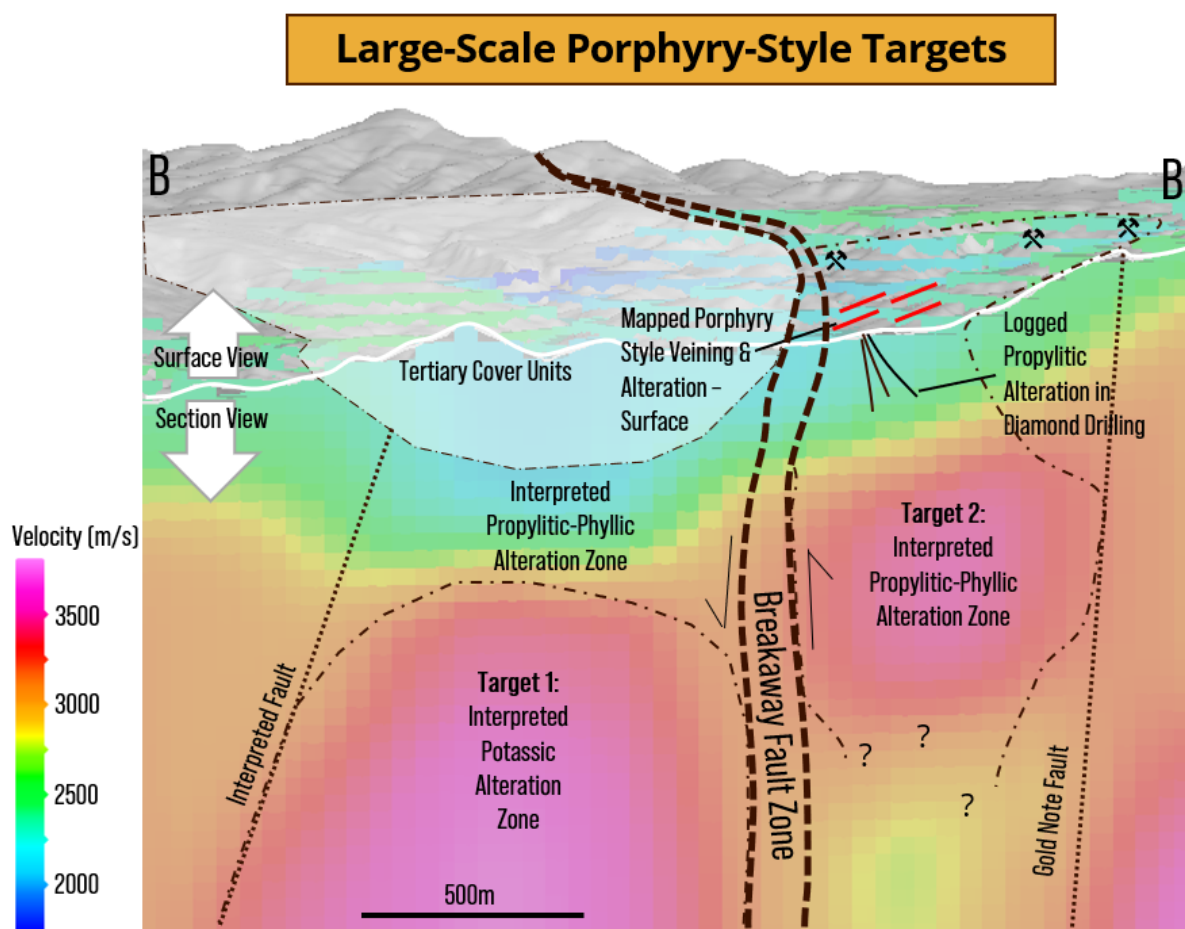 Large-Scale Porphyry-Style Targets
B
B
Surface View
Section View
Tertiary Cover Units
Mapped Porphyry
Style Veining &
Alteration –
Surface
Logged
Propylitic
Alteration in
Diamond Drilling
Interpreted
Propylitic-Phyllic
Alteration Zone
Target 2:
Interpreted
Propylitic-Phyllic
Alteration Zone
Velocity (m/s)
3500
3000
2500
2000
Interpreted Fault
Target 1:
Interpreted
Potassic
Alteration
Zone
Breakaway Fault Zone
?
?
?
Gold Note Fault
500m